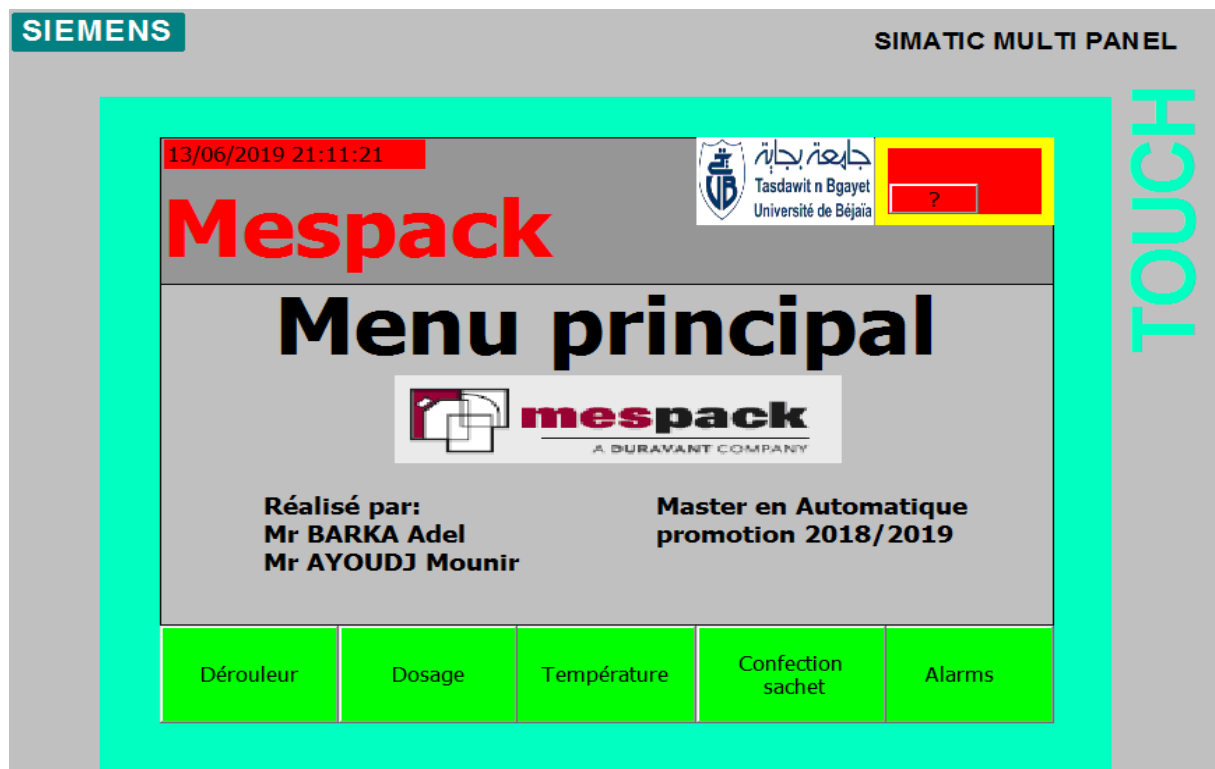 SIEMENS
SIMATIC MULTI PANEL
TOUCH
13/06/2019 21:11:21
جامعة بجاية
Tasdawit n Bgayet
Université de Béjaïa
UB
?
Mespack
Menu principal
mespack
A DURAVANT COMPANY
Réalisé par:
Mr BARKA Adel
Mr AYOUDJ Mounir
Master en Automatique
promotion 2018/2019
Dérouleur
Dosage
Température
Confection
sachet
Alarms